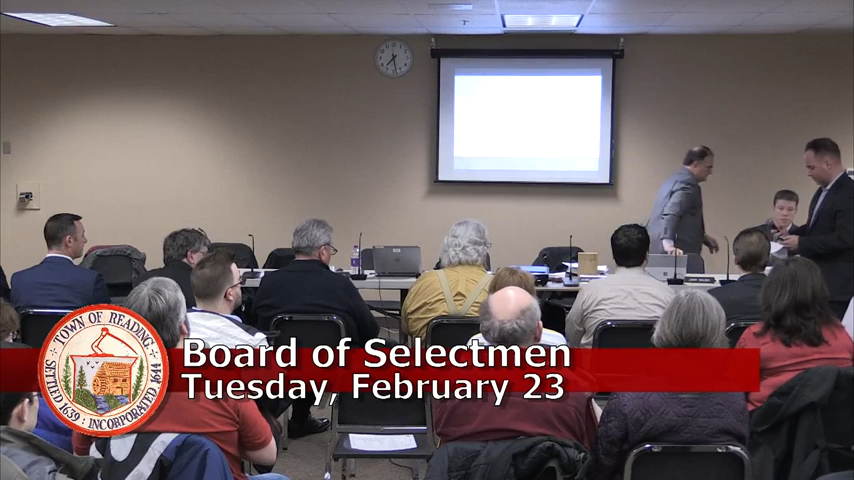 Board of Selectmen
Tuesday, February 23
TOWN OF READING
SETTLED 1639 : INCORPORATED 1644